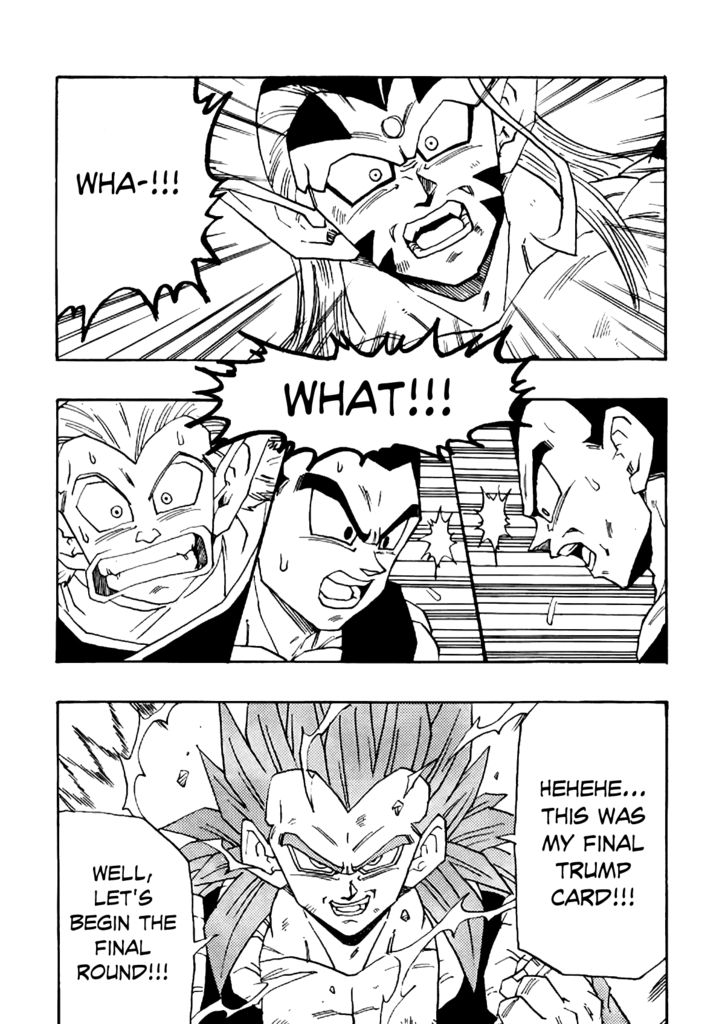 WHA-!!!
WHAT!!!
HEHEHE...
THIS WAS
MY FINAL
TRUMP
CARD!!!
WELL,
LET'S
BEGIN THE
FINAL
ROUND!!!